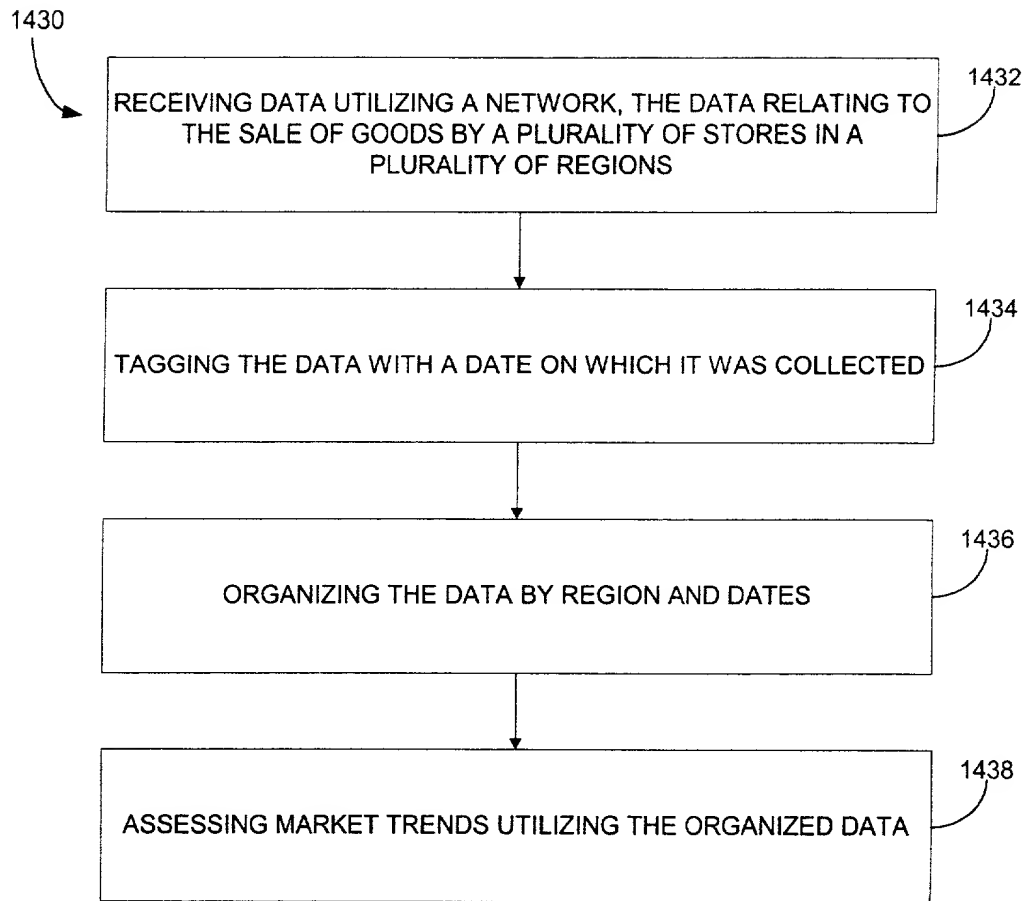 1430
1432
RECEIVING DATA UTILIZING A NETWORK, THE DATA RELATING TO
THE SALE OF GOODS BY A PLURALITY OF STORES IN A
PLURALITY OF REGIONS
1434
TAGGING THE DATA WITH A DATE ON WHICH IT WAS COLLECTED
1436
ORGANIZING THE DATA BY REGION AND DATES
1438
ASSESSING MARKET TRENDS UTILIZING THE ORGANIZED DATA